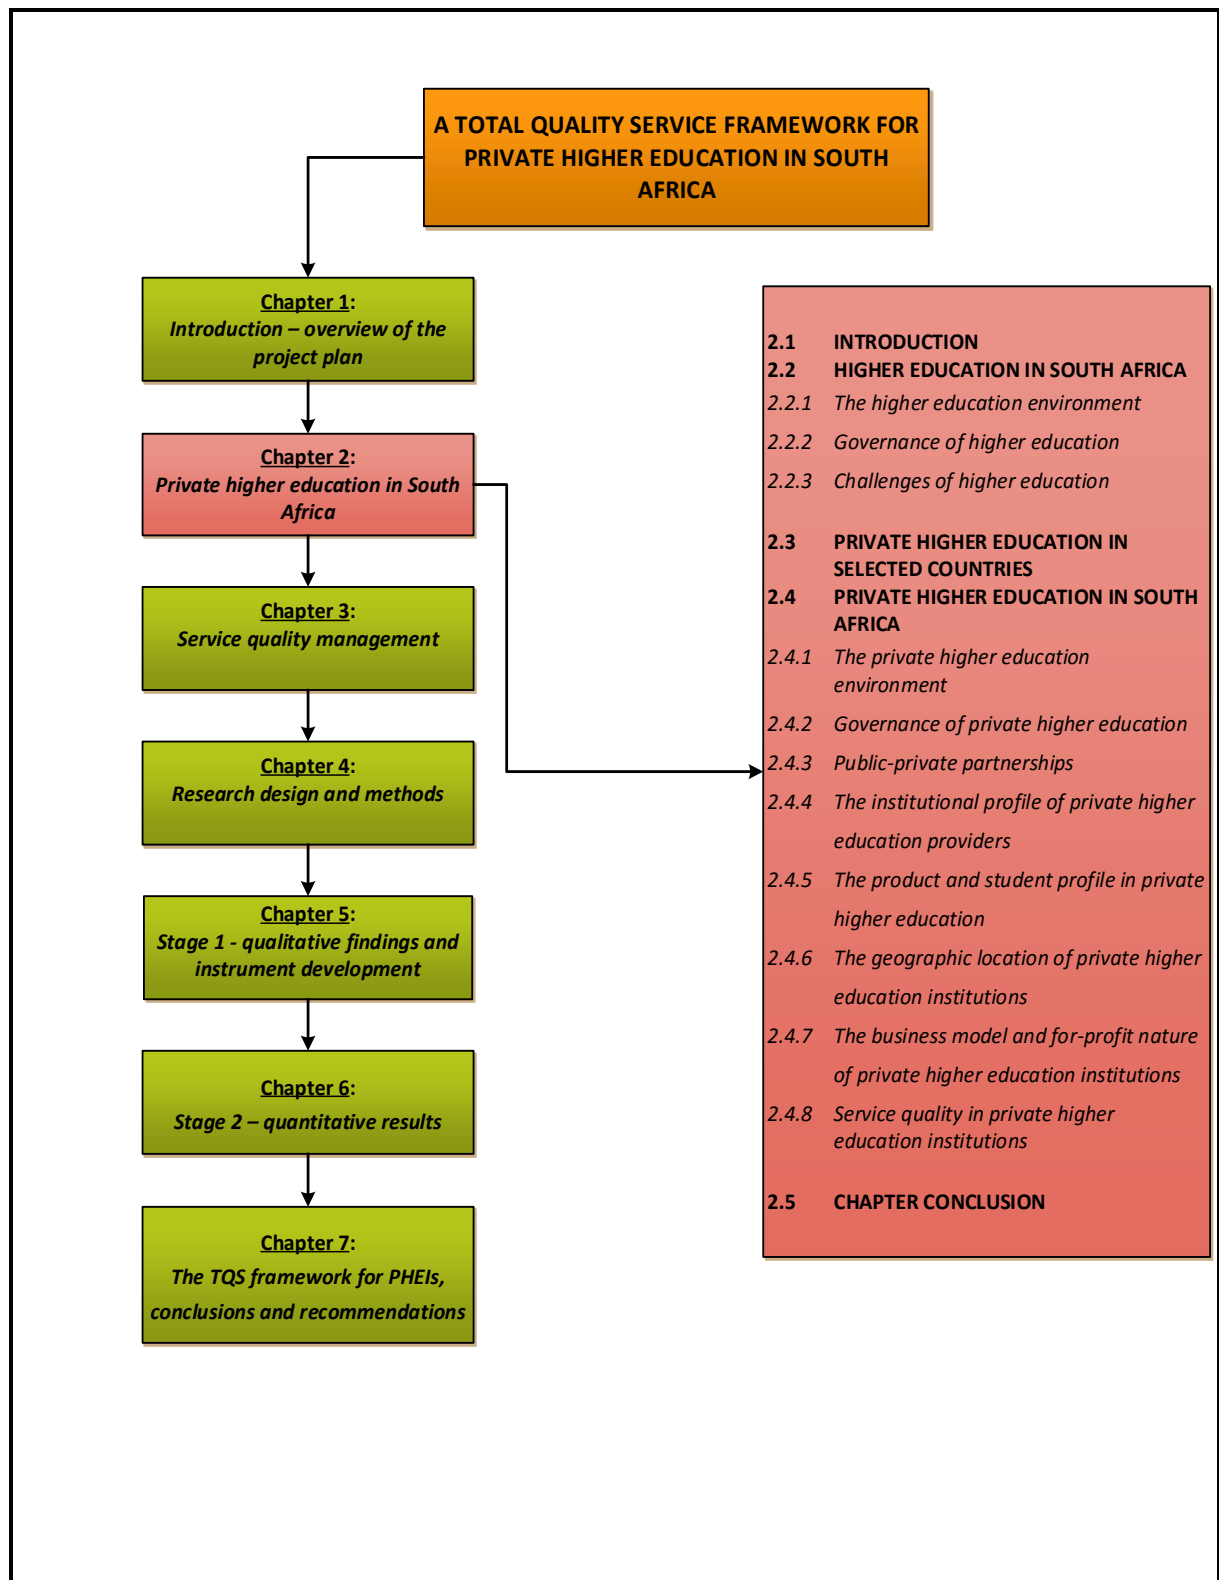 A TOTAL QUALITY SERVICE FRAMEWORK FOR
PRIVATE HIGHER EDUCATION IN SOUTH
AFRICA
Chapter 1:
Introduction – overview of the
project plan
Chapter 2:
Private higher education in South
Africa
Chapter 3:
Service quality management
Chapter 4:
Research design and methods
Chapter 5:
Stage 1 - qualitative findings and
instrument development
Chapter 6:
Stage 2 – quantitative results
Chapter 7:
The TQS framework for PHEIs,
conclusions and recommendations
2.1 INTRODUCTION
2.2 HIGHER EDUCATION IN SOUTH AFRICA
2.2.1 The higher education environment
2.2.2 Governance of higher education
2.2.3 Challenges of higher education
2.3 PRIVATE HIGHER EDUCATION IN
SELECTED COUNTRIES
2.4 PRIVATE HIGHER EDUCATION IN SOUTH
AFRICA
2.4.1 The private higher education
environment
2.4.2 Governance of private higher education
2.4.3 Public-private partnerships
2.4.4 The institutional profile of private higher
education providers
2.4.5 The product and student profile in private
higher education
2.4.6 The geographic location of private higher
education institutions
2.4.7 The business model and for-profit nature
of private higher education institutions
2.4.8 Service quality in private higher
education institutions
2.5 CHAPTER CONCLUSION